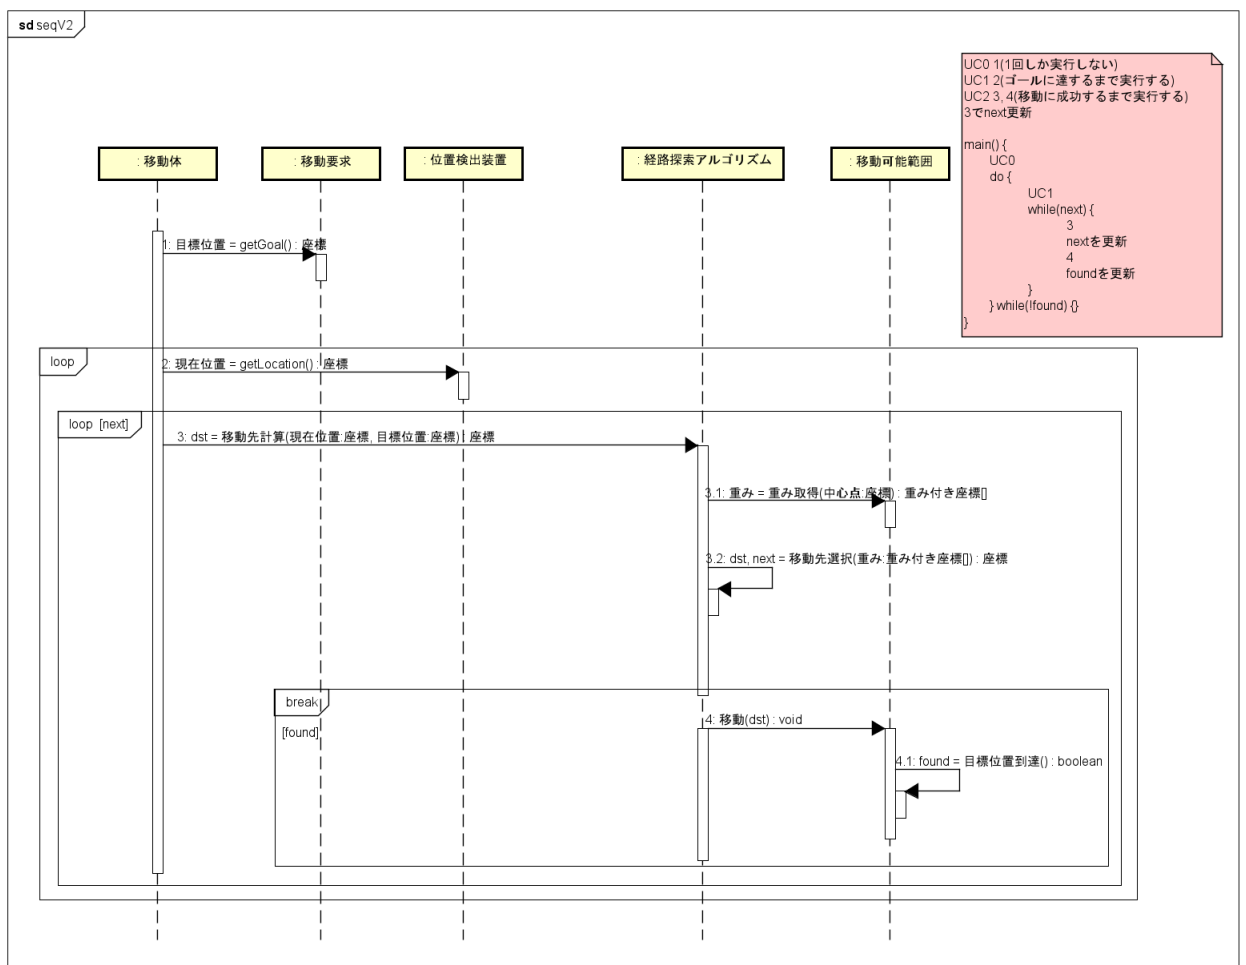 sd seqV2
UC0 1(1回しか実行しない)
UC1 2(ゴールに達するまで実行する)
UC2 3, 4(移動に成功するまで実行する)
3でnext更新
main() {
UC0
do {
UC1
while(next) {
3
nextを更新
4
foundを更新
}
} while(!found) {}
}
: 移動体
: 移動要求
: 位置検出装置
: 経路探索アルゴリズム
: 移動可能範囲
1: 目標位置 = getGoal() : 座標
loop
2: 現在位置 = getLocation() : 座標
loop [next]
3: dst = 移動先計算(現在位置:座標, 目標位置:座標) : 座標
3.1: 重み = 重み取得(中心点:座標) : 重み付き座標[]
3.2: dst, next = 移動先選択(重み:重み付き座標[]) : 座標
break
[found]
4: 移動(dst) : void
4.1: found = 目標位置到達() : boolean